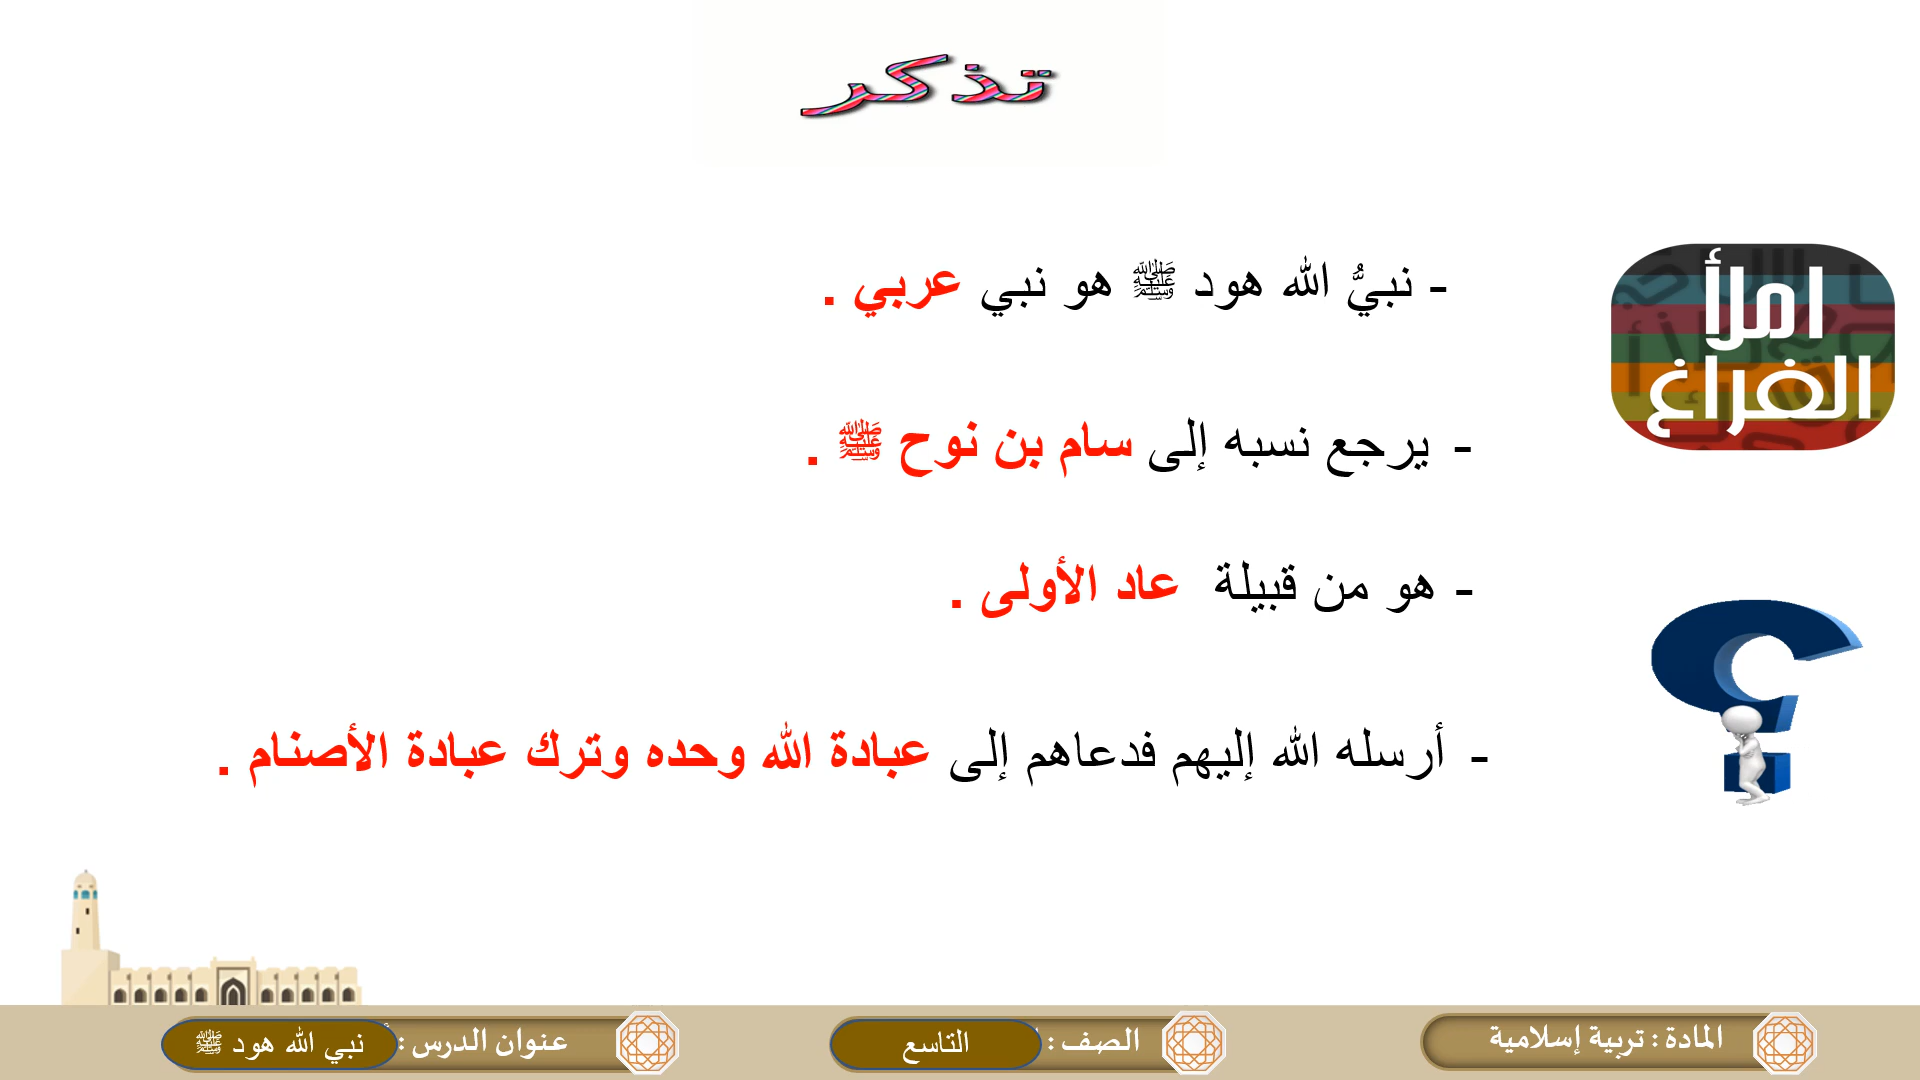 تذكر
املأ
الفراغ
- نبيُّ الله هود ﷺ هو نبي عربي .
- يرجع نسبه إلى سام بن نوح ﷺ .
- هو من قبيلة عاد الأولى .
- أرسله الله إليهم فدعاهم إلى عبادة الله وحده وترك عبادة الأصنام .
المادة : تربية إسلامية
الصف : التاسع
عنوان الدرس : نبي الله هود ﷺ